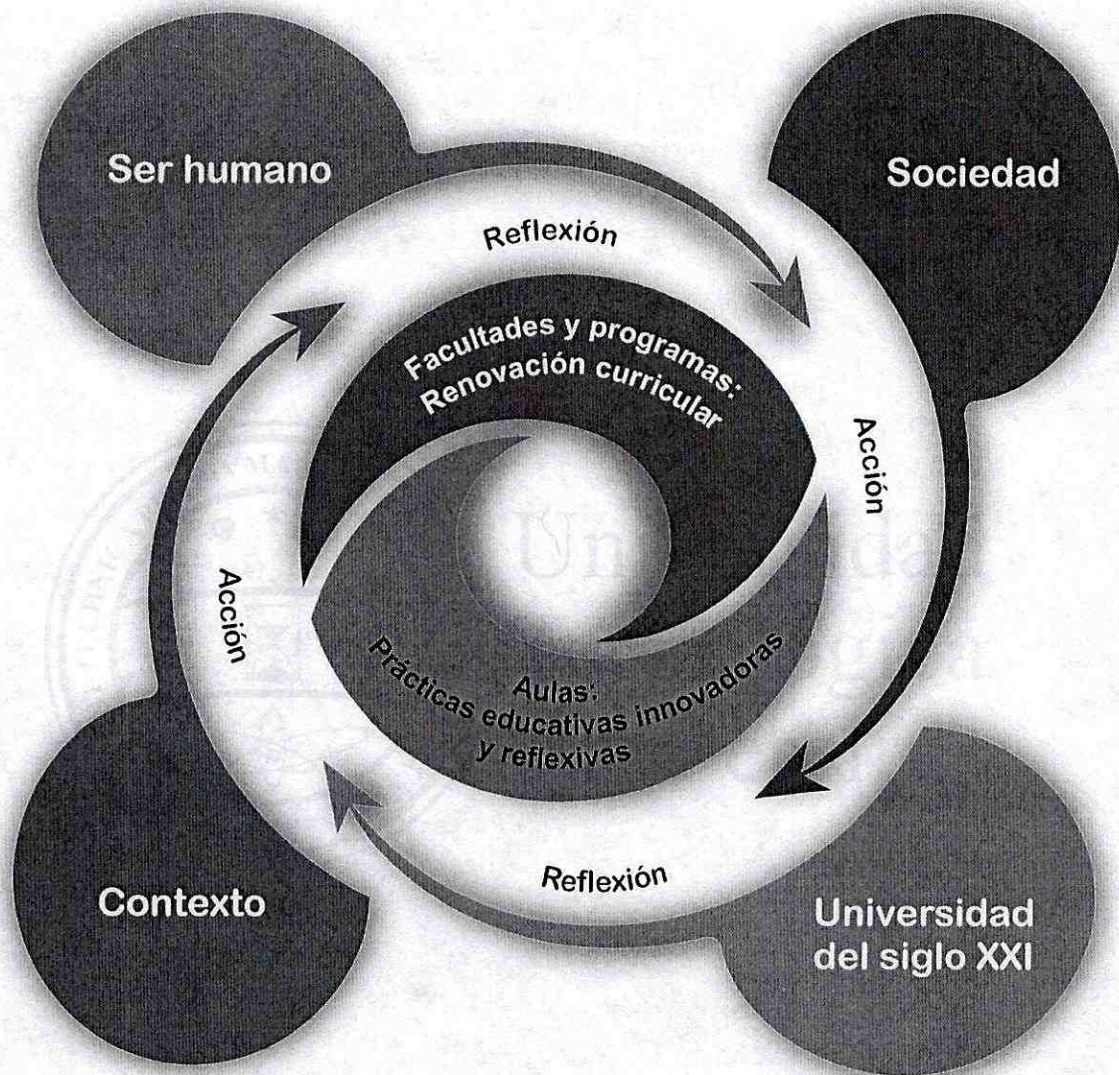 Ser humano
Sociedad
Reflexión
Facultades y programas:
Renovación curricular
Acción
Acción
Aulas:
Prácticas educativas innovadoras
y reflexivas
Reflexión
Contexto
Universidad
del siglo XXI